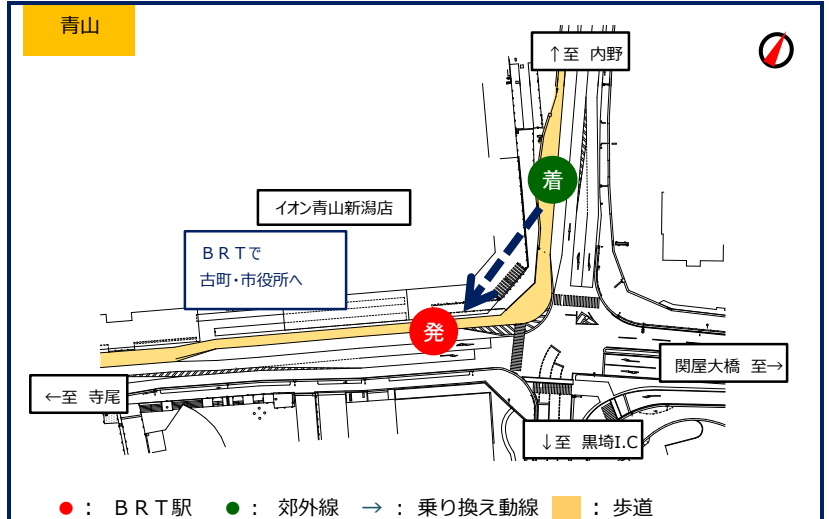 青山
↑至 内野
着
イオン青山新潟店
ＢＲＴで
古町・市役所へ
発
関屋大橋 至→
←至 寺尾
↓至 黒埼I.C
●： ＢＲＴ駅 ●： 郊外線 →： 乗り換え動線 ： 歩道